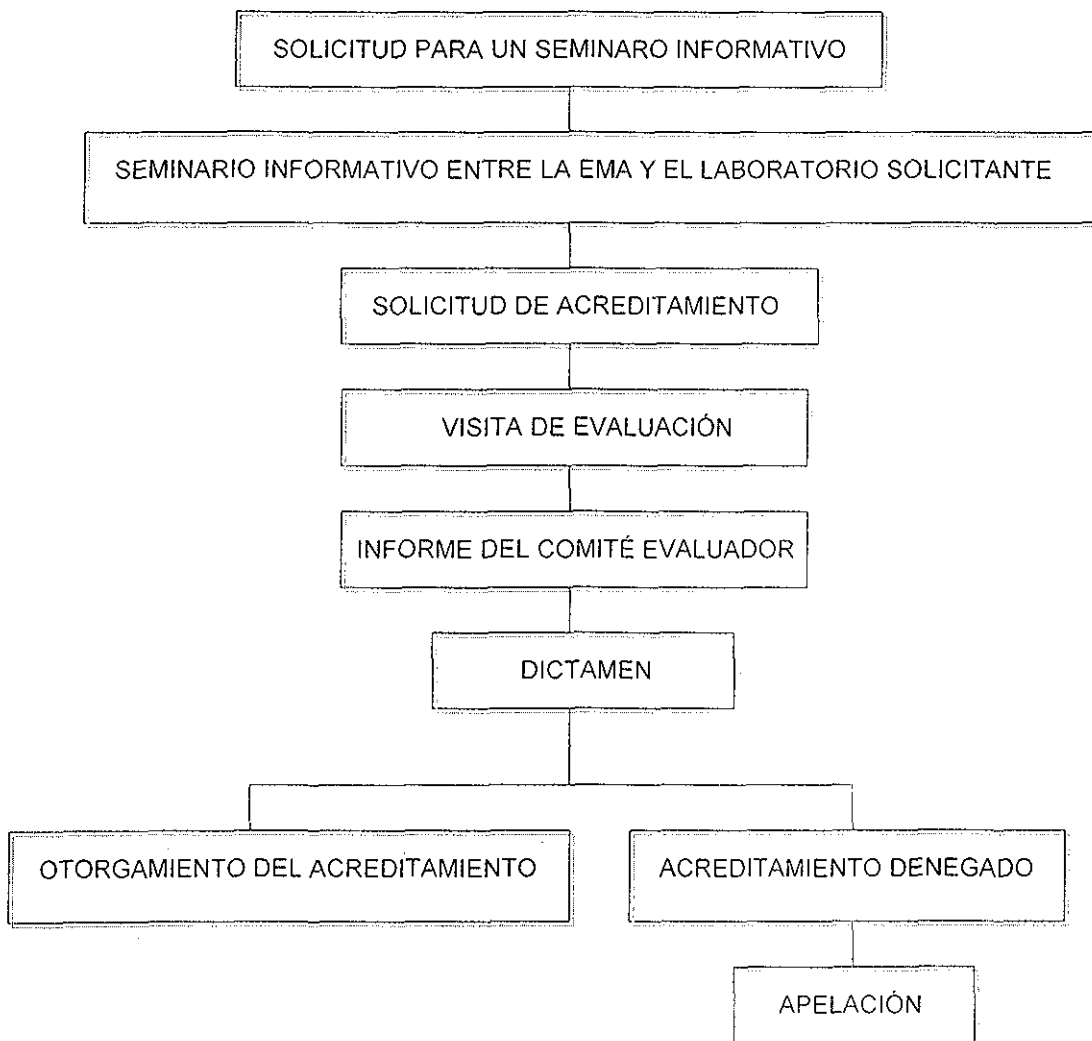 SOLICITUD PARA UN SEMINARO INFORMATIVO
SEMINARIO INFORMATIVO ENTRE LA EMA Y EL LABORATORIO SOLICITANTE
SOLICITUD DE ACREDITAMIENTO
VISITA DE EVALUACIÓN
INFORME DEL COMITÉ EVALUADOR
DICTAMEN
OTORGAMIENTO DEL ACREDITAMIENTO
ACREDITAMIENTO DENEGADO
APELACIÓN